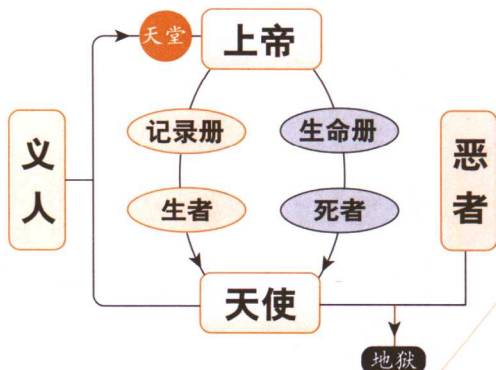 天堂
上帝
记录册
生命册
义人
恶者
生者
死者
天使
地狱